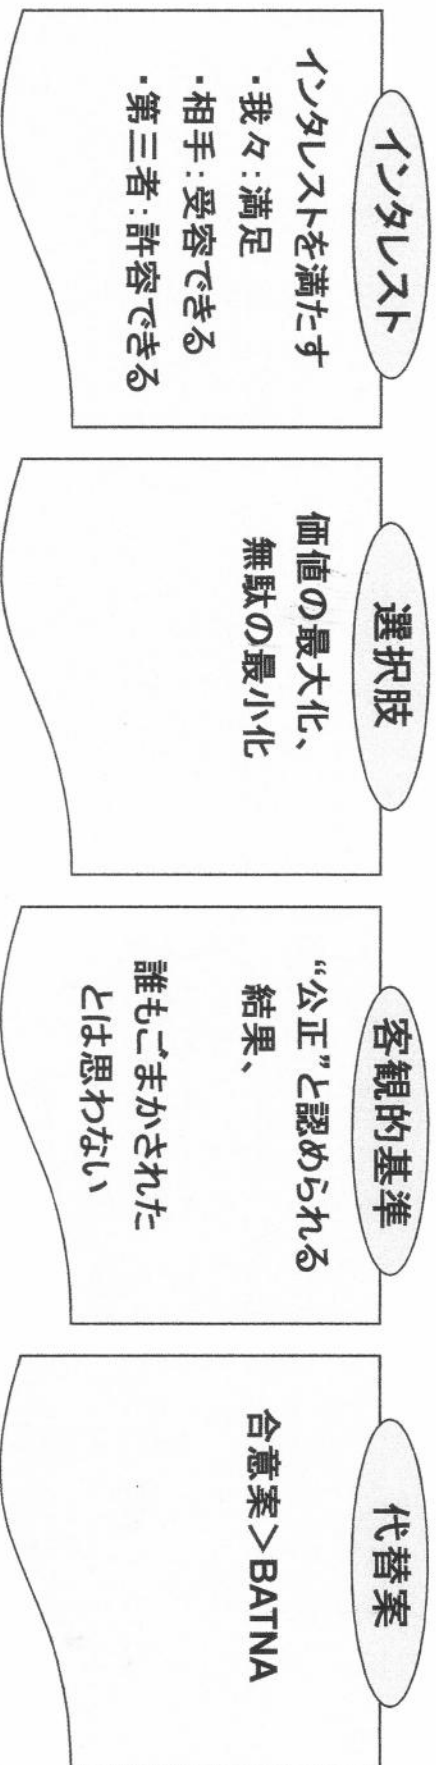 インタレスト
インタレストを満たす
・我々:満足
・相手:受容できる
・第三者:許容できる
選択肢
価値の最大化、
無駄の最小化
客観的基準
“公正”と認められる
結果、
誰もごまかされた
とは思わない
代替案
合意案>BATNA